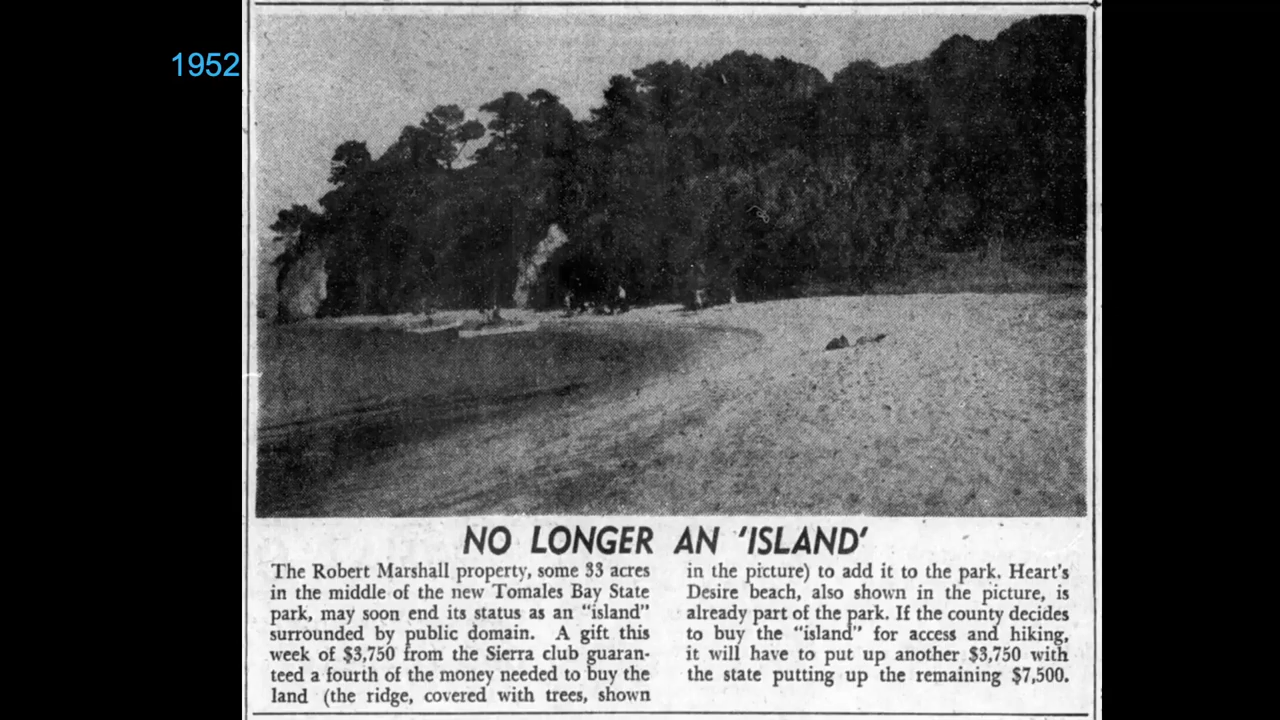 1952
NO LONGER AN 'ISLAND'
The Robert Marshall property, some 33 acres
in the middle of the new Tomales Bay State
park, may soon end its status as an "island"
surrounded by public domain. A gift this
week of $3,750 from the Sierra club guaran-
teed a fourth of the money needed to buy the
land (the ridge, covered with trees, shown
in the picture) to add it to the park. Heart's
Desire beach, also shown in the picture, is
already part of the park. If the county decides
to buy the "island" for access and hiking,
it will have to put up another $3,750 with
the state putting up the remaining $7,500.